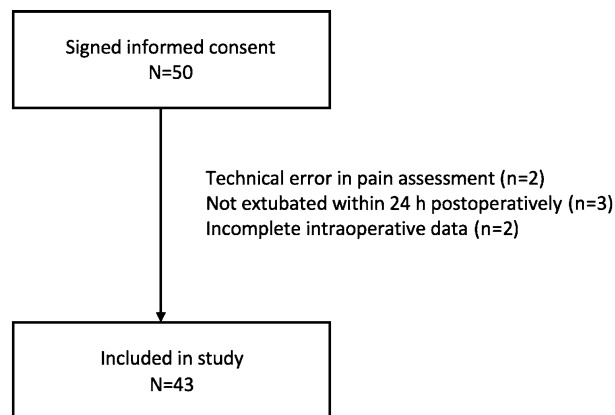 Signed informed consent
N=50
Technical error in pain assessment (n=2)
Not extubated within 24 h postoperatively (n=3)
Incomplete intraoperative data (n=2)
Included in study
N=43